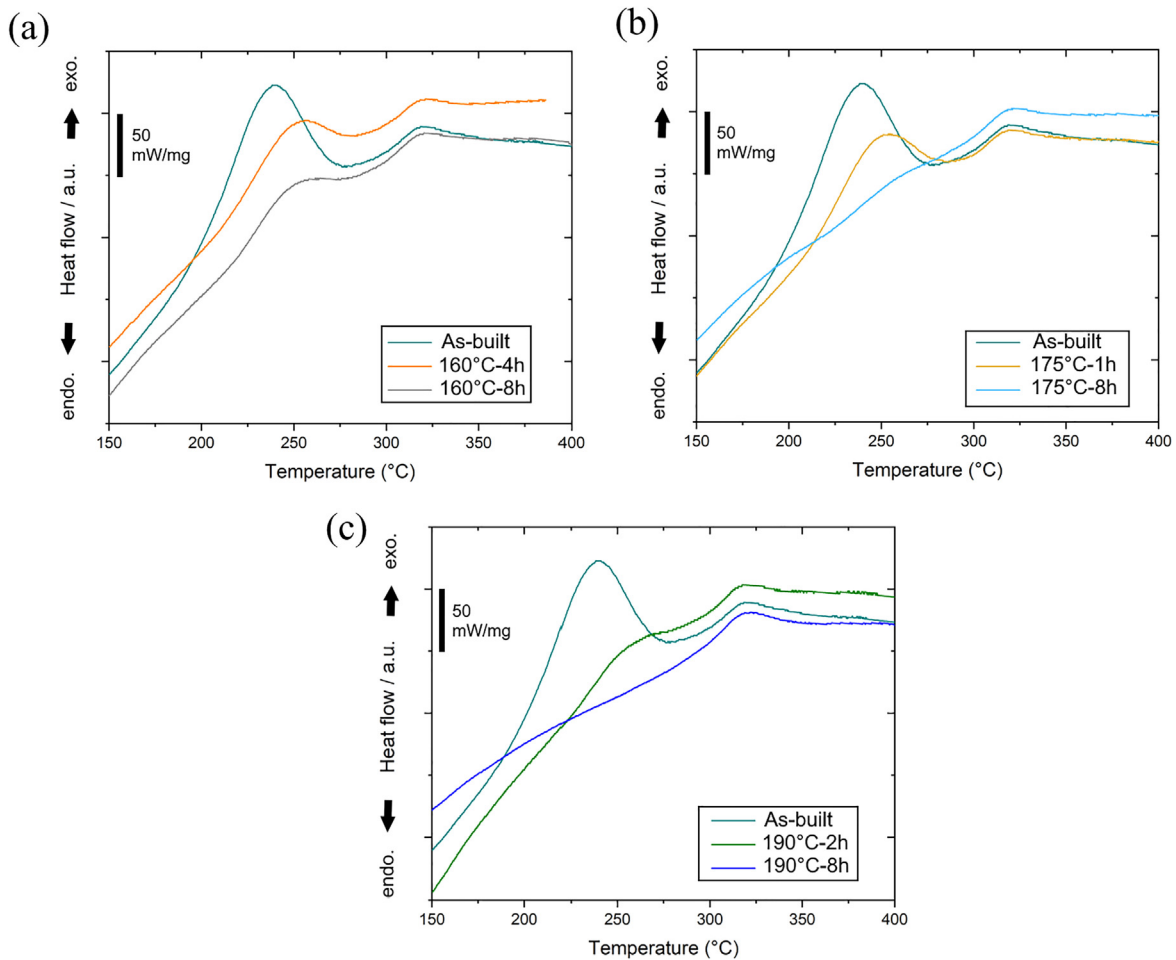 (a)
exo.
Heat flow / a.u.
endo.
50
mW/mg
As-built
160°C-4h
160°C-8h
150 200 250 300 350 400
Temperature (°C)
(b)
exo.
Heat flow / a.u.
endo.
50
mW/mg
As-built
175°C-1h
175°C-8h
150 200 250 300 350 400
Temperature (°C)
(c)
exo.
Heat flow / a.u.
endo.
50
mW/mg
As-built
190°C-2h
190°C-8h
150 200 250 300 350 400
Temperature (°C)